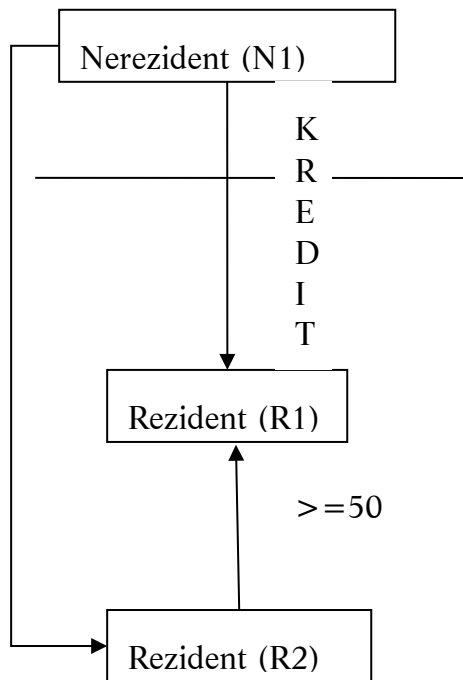 Nerezident (N1)
K
R
E
D
I
T
Rezident (R1)
>=50
Rezident (R2)